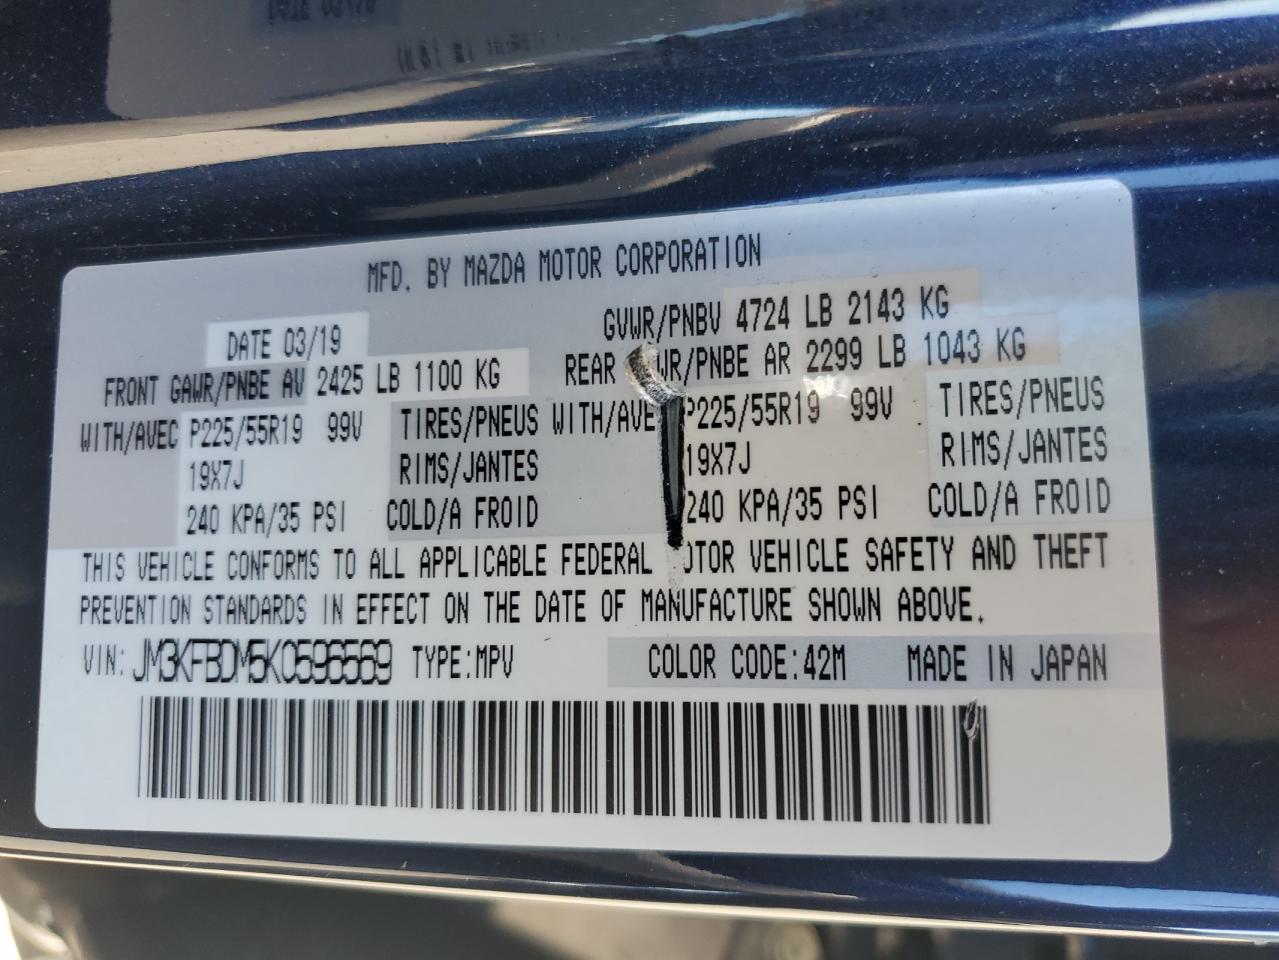 MFD. BY MAZDA MOTOR CORPORATION
DATE 03/19 GVWR/PNBV 4724 LB 2143 KG
FRONT GAWR/PNBE AV 2425 LB 1100 KG REAR WR/PNBE AR 2299 LB 1043 KG
WITH/AVEC P225/55R19 99V TIRES/PNEUS WITH/AVE P225/55R19 99V TIRES/PNEUS
19X7J RIMS/JANTES 19X7J RIMS/JANTES
240 KPA/35 PSI COLD/A FROID 240 KPA/35 PSI COLD/A FROID
THIS VEHICLE CONFORMS TO ALL APPLICABLE FEDERAL OTOR VEHICLE SAFETY AND THEFT
PREVENTION STANDARDS IN EFFECT ON THE DATE OF MANUFACTURE SHOWN ABOVE.
VIN: JM3KFBDM5K0596569 TYPE:MPV COLOR CODE:42M MADE IN JAPAN